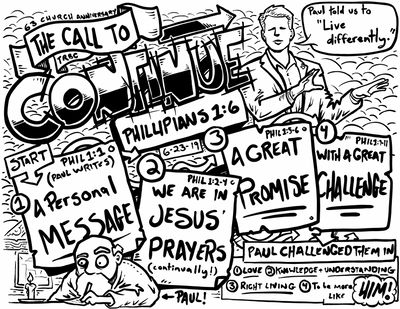 63 CHURCH ANNIVERSARY
THE CALL TO
TRBC
CONTINUE
PHILLIPIANS 1:6
6-23-19
Paul told us to
"Live
differently."
START
1
PHIL 1:1
(PAUL WRITES)
A Personal
MESSAGE
2
PHIL 1:2-4
WE ARE IN
JESUS'
PRAYERS
(continually!)
3
PHIL 1:5-6
A GREAT
PROMISE
4
PHIL 1:7-11
WITH A GREAT
CHALLENGE
PAUL CHALLENGED THEM IN
1 LOVE 2 KNOWLEDGE + UNDERSTANDING
3 RIGHT LIVING 4 To be more
Like
HIM!
← PAUL!